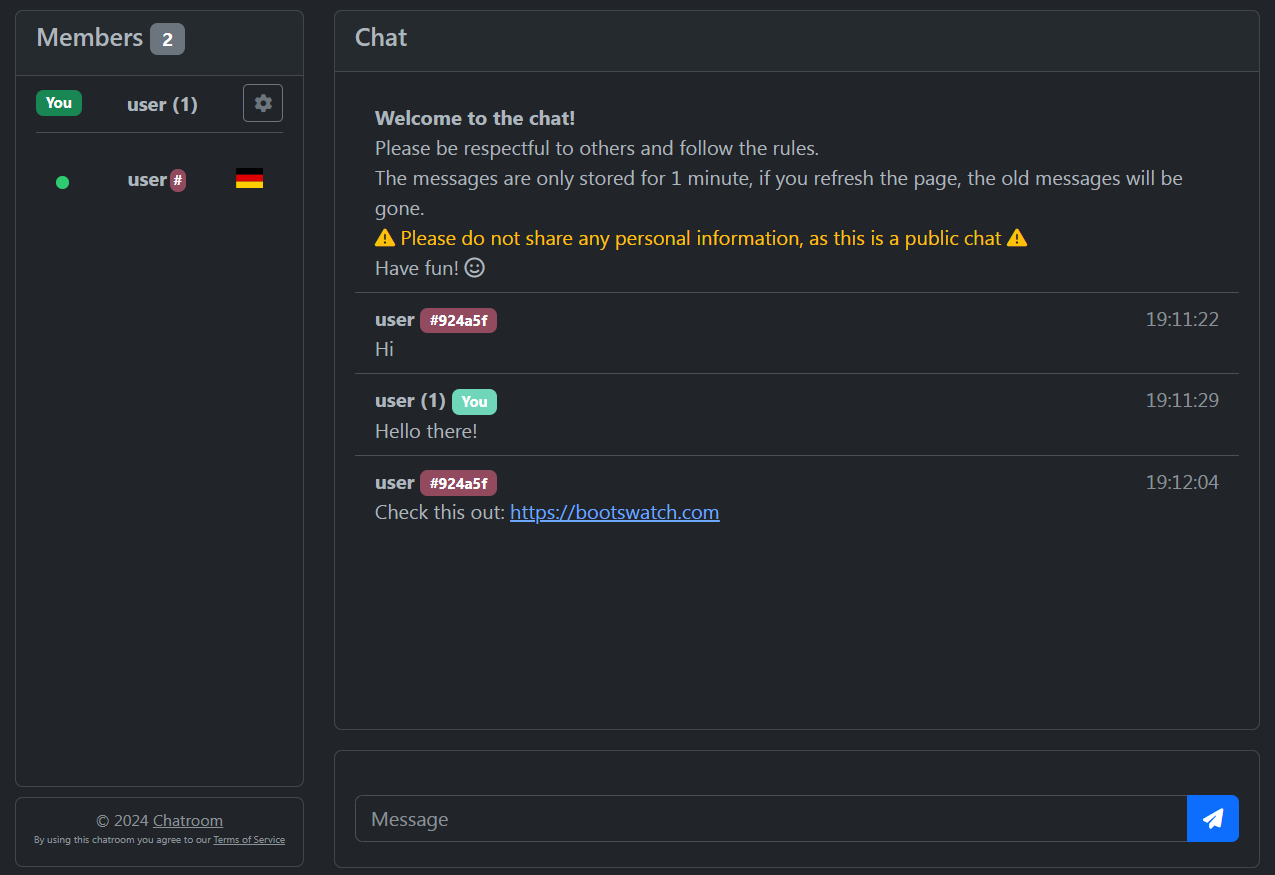 Members 2
You user (1)
user #
© 2024 Chatroom
By using this chatroom you agree to our Terms of Service
Chat
Welcome to the chat!
Please be respectful to others and follow the rules.
The messages are only stored for 1 minute, if you refresh the page, the old messages will be
gone.
Please do not share any personal information, as this is a public chat
Have fun!
user #924a5f 19:11:22
Hi
user (1) You 19:11:29
Hello there!
user #924a5f 19:12:04
Check this out: https://bootswatch.com
Message